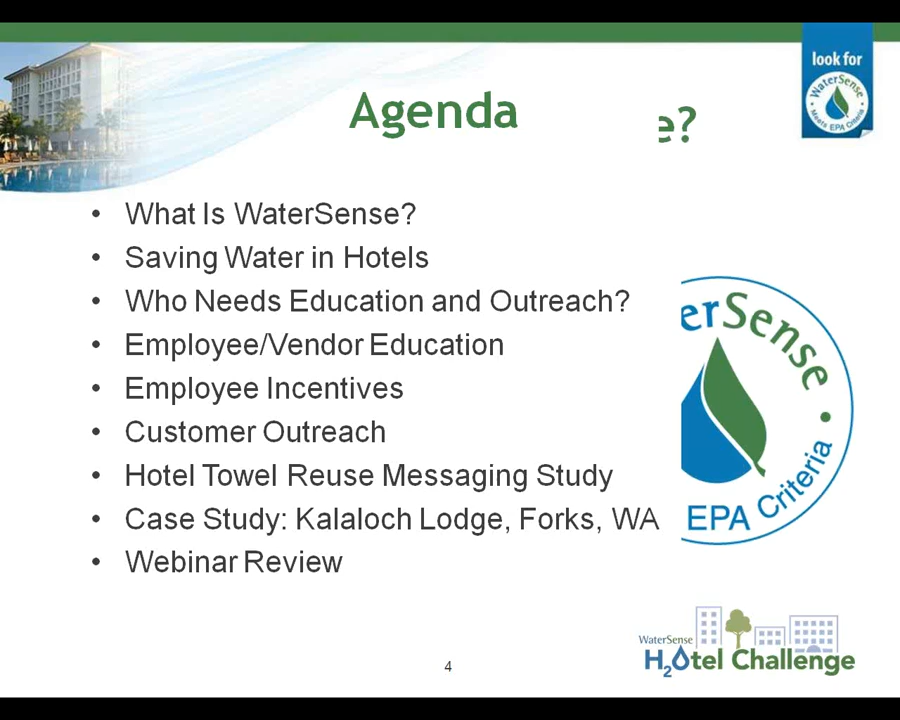 look for
WaterSense
Meets EPA Criteria
Agenda
e?
• What Is WaterSense?
• Saving Water in Hotels
• Who Needs Education and Outreach?
• Employee/Vendor Education
• Employee Incentives
• Customer Outreach
• Hotel Towel Reuse Messaging Study
• Case Study: Kalaloch Lodge, Forks, WA
• Webinar Review
erSense
EPA Criteria
WaterSense
H2Otel Challenge
4